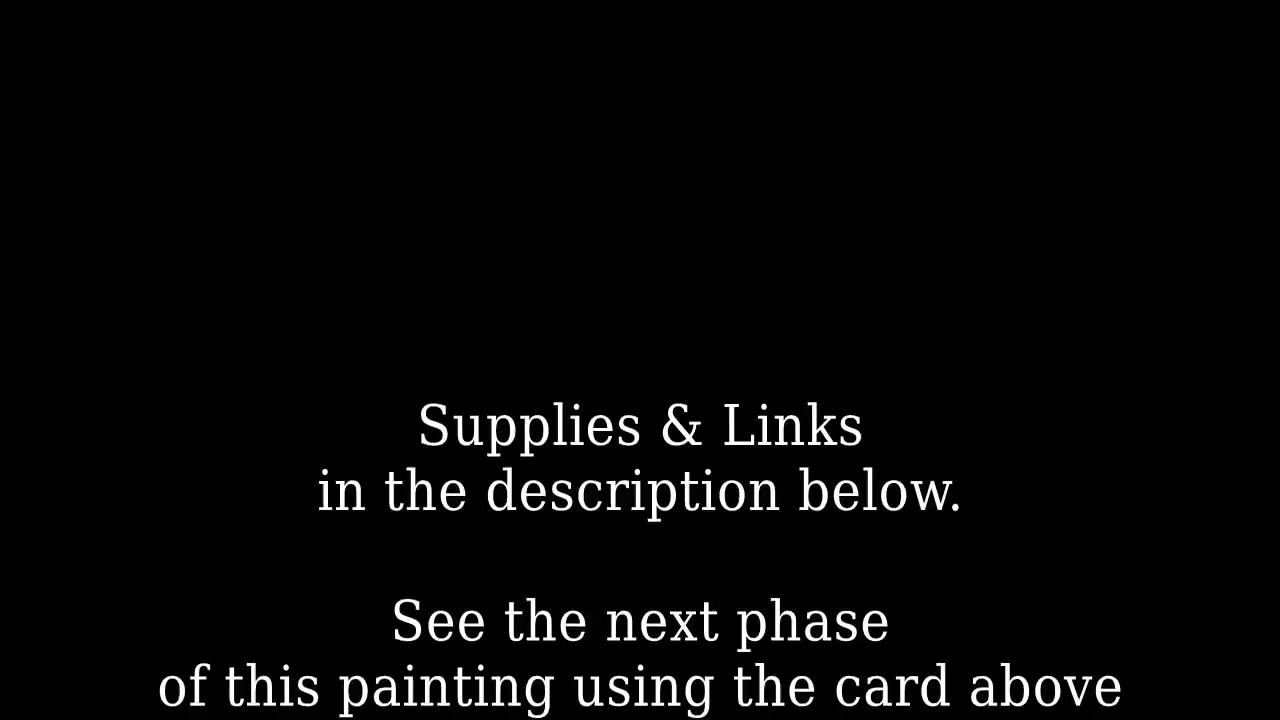 Supplies & Links
in the description below.
See the next phase
of this painting using the card above